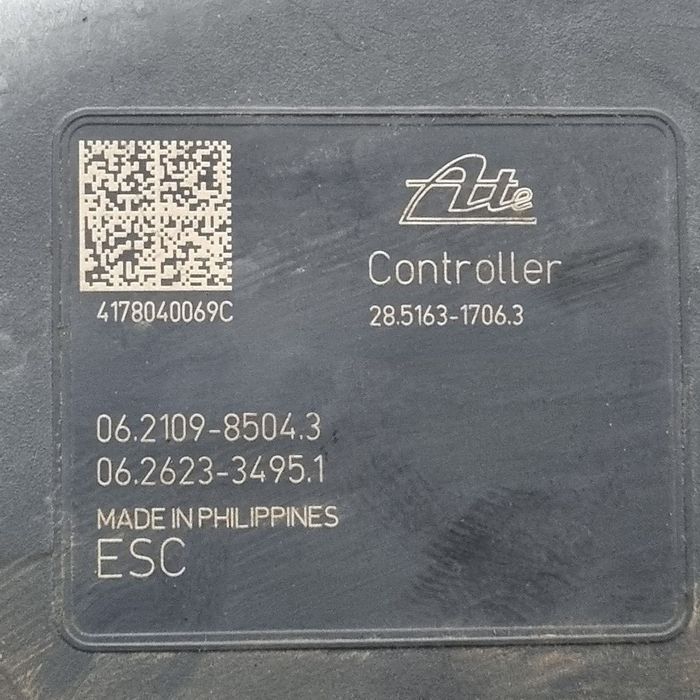 Ate
Controller
4178040069C
28.5163-1706.3
06.2109-8504.3
06.2623-3495.1
MADE IN PHILIPPINES
ESC